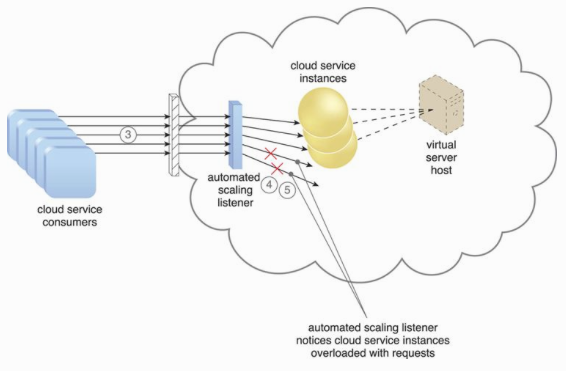 cloud service
instances
3
virtual
server
host
automated
scaling
listener
4
5
cloud service
consumers
automated scaling listener
notices cloud service instances
overloaded with requests